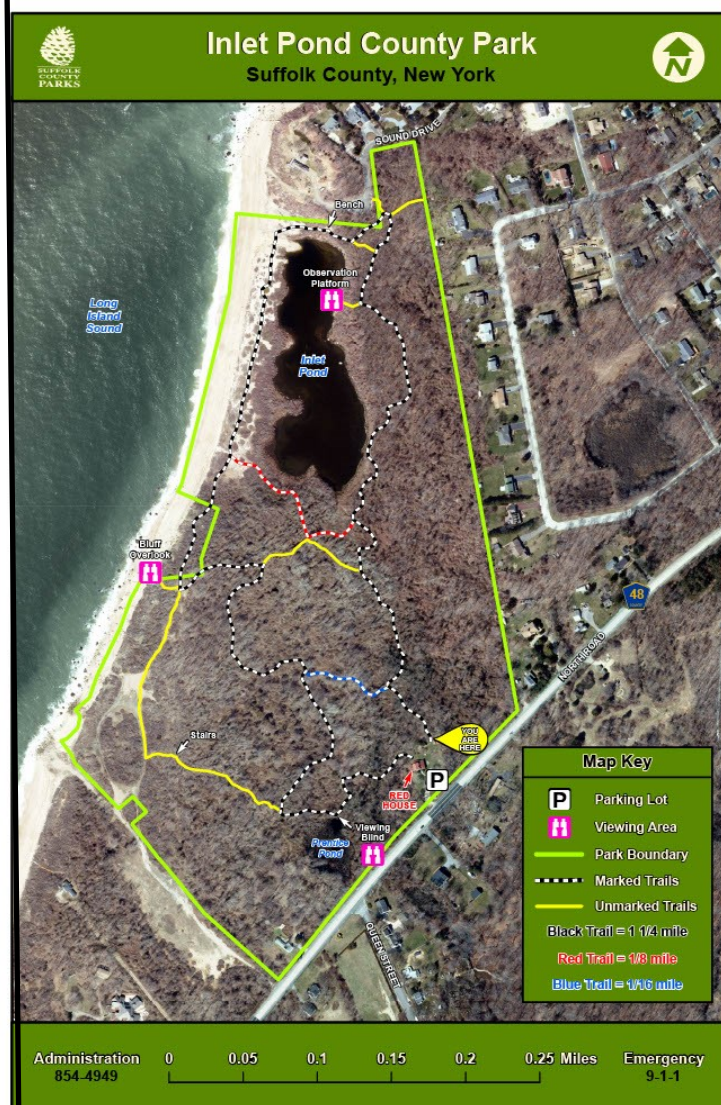 Inlet Pond County Park
Suffolk County, New York
SUFFOLK
COUNTY
PARKS
N
SOUND DRIVE
Bench
Observation
Platform
Long
Island
Sound
Inlet
Pond
Bluff
Overlook
48
NORTH ROAD
Stairs
YOU
ARE
HERE
RED
HOUSE
P
Viewing
Blind
Prentice
Pond
QUEEN STREET
Map Key
P Parking Lot
Viewing Area
Park Boundary
Marked Trails
Unmarked Trails
Black Trail = 1 1/4 mile
Red Trail = 1/8 mile
Blue Trail = 1/16 mile
Administration
854-4949
0 0.05 0.1 0.15 0.2 0.25 Miles
Emergency
9-1-1